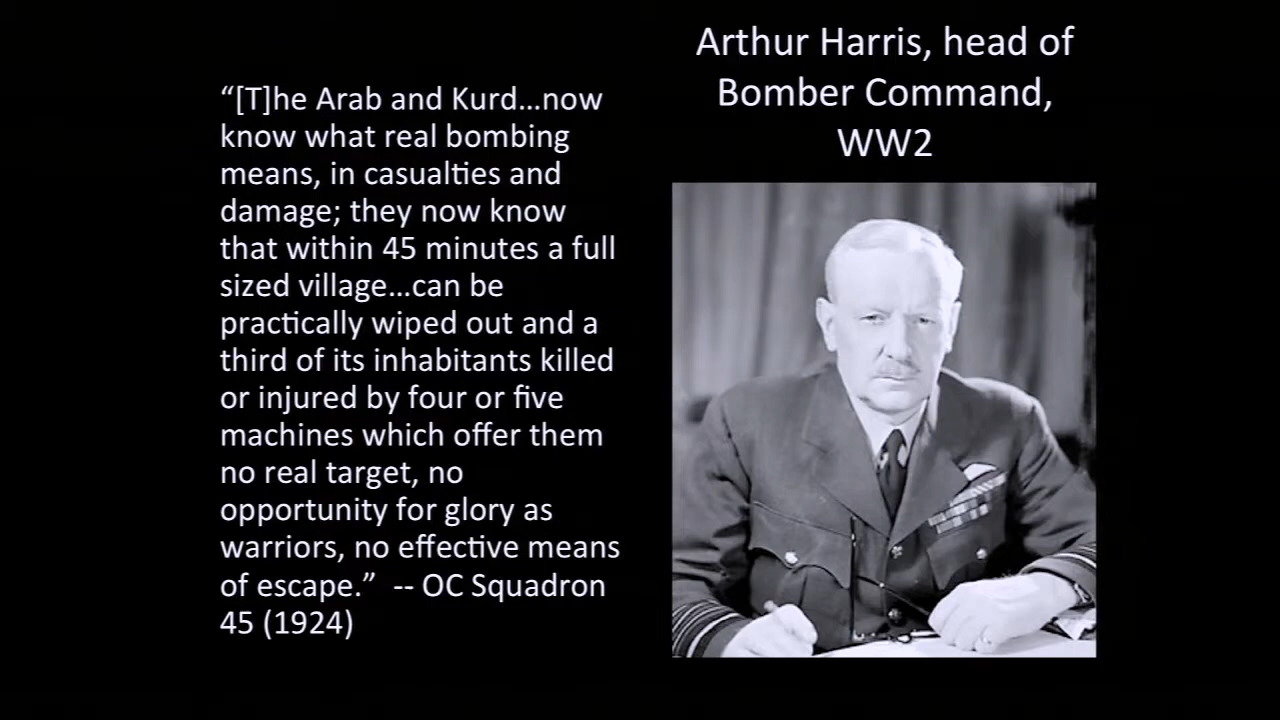 “[T]he Arab and Kurd…now
know what real bombing
means, in casualties and
damage; they now know
that within 45 minutes a full
sized village…can be
practically wiped out and a
third of its inhabitants killed
or injured by four or five
machines which offer them
no real target, no
opportunity for glory as
warriors, no effective means
of escape.”  -- OC Squadron
45 (1924)
Arthur Harris, head of
Bomber Command,
WW2